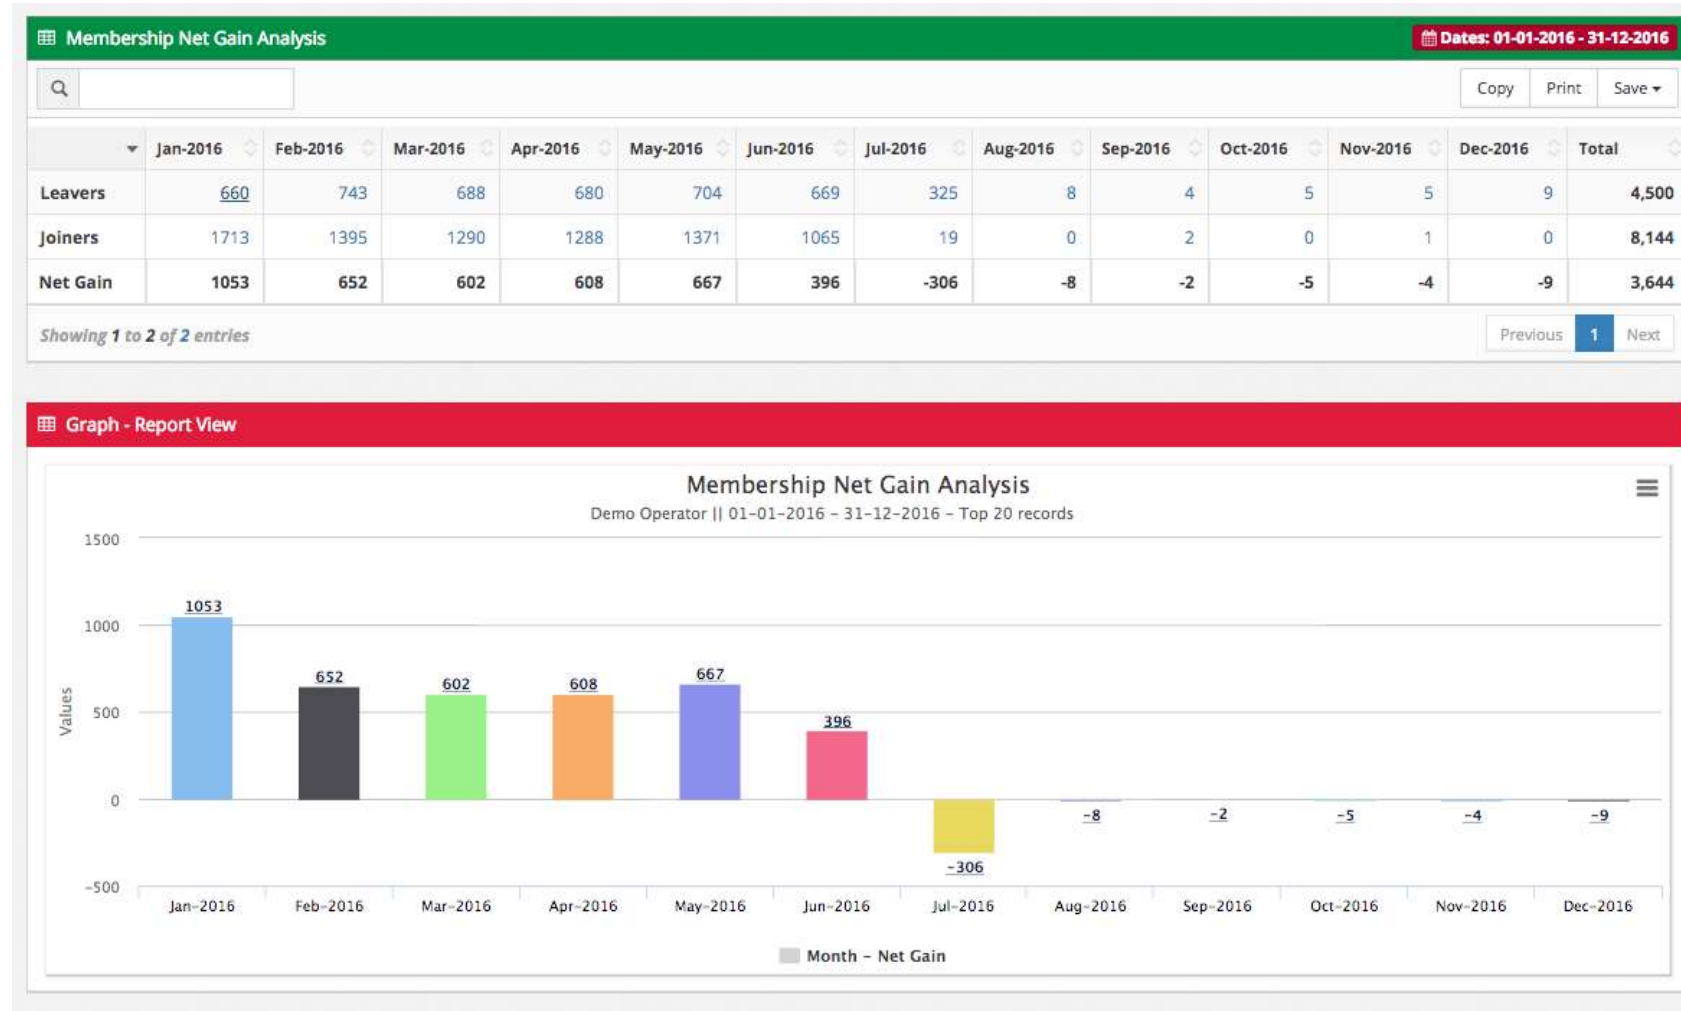 Membership Net Gain Analysis Dates: 01-01-2016 - 31-12-2016
Copy Print Save
Jan-2016 Feb-2016 Mar-2016 Apr-2016 May-2016 Jun-2016 Jul-2016 Aug-2016 Sep-2016 Oct-2016 Nov-2016 Dec-2016 Total
Leavers 660 743 688 680 704 669 325 8 4 5 5 9 4,500
Joiners 1713 1395 1290 1288 1371 1065 19 0 2 0 1 0 8,144
Net Gain 1053 652 602 608 667 396 -306 -8 -2 -5 -4 -9 3,644
Showing 1 to 2 of 2 entries Previous 1 Next
Graph - Report View
Membership Net Gain Analysis
Demo Operator || 01-01-2016 - 31-12-2016 - Top 20 records
1500
1053
1000
652 602 608 667
Values
500
396
0
-8 -2 -5 -4 -9
-306
-500
Jan-2016 Feb-2016 Mar-2016 Apr-2016 May-2016 Jun-2016 Jul-2016 Aug-2016 Sep-2016 Oct-2016 Nov-2016 Dec-2016
Month - Net Gain